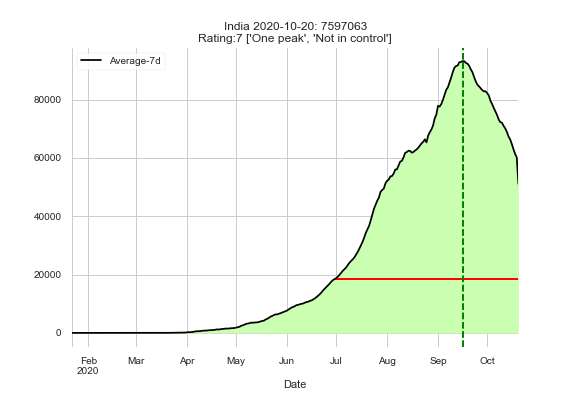 India 2020-10-20: 7597063
Rating:7 ['One peak', 'Not in control']
Average-7d
80000
60000
40000
20000
0
Feb Mar Apr May Jun Jul Aug Sep Oct
2020
Date